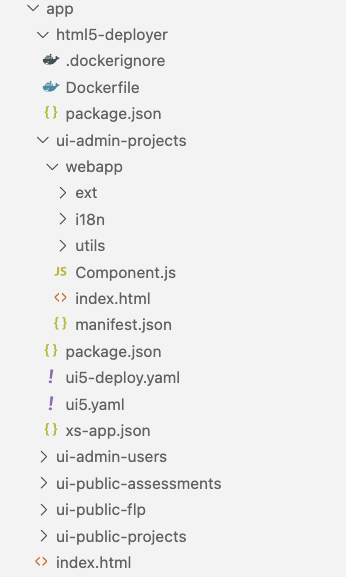 app
html5-deployer
.dockerignore
Dockerfile
package.json
ui-admin-projects
webapp
ext
i18n
utils
JS Component.js
index.html
manifest.json
package.json
ui5-deploy.yaml
ui5.yaml
xs-app.json
ui-admin-users
ui-public-assessments
ui-public-flp
ui-public-projects
index.html